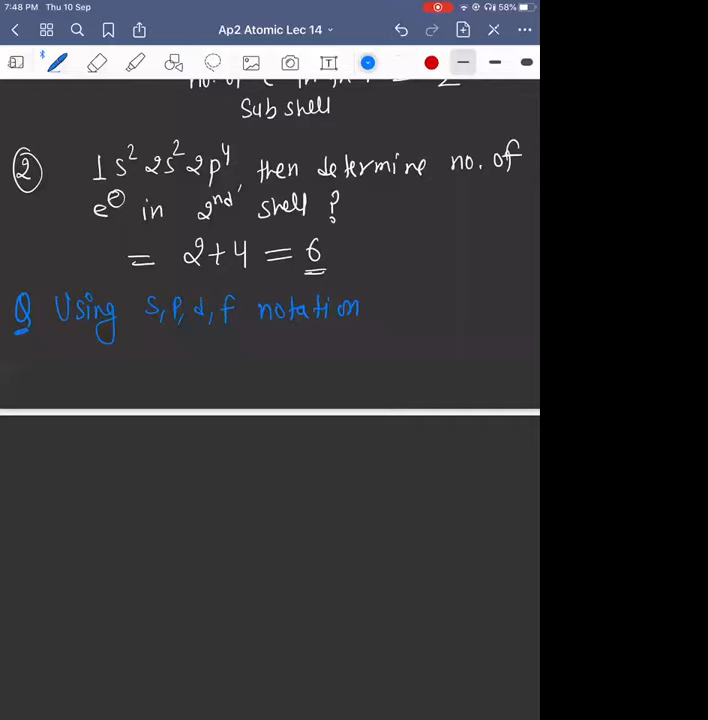 7:48 PM Thu 10 Sep
58%
Ap2 Atomic Lec 14
Sub shell
② 1s² 2s² 2p⁴, then determine no. of
e⊖ in 2nd shell ?
= 2+4 = 6
Q Using s, p, d, f notation